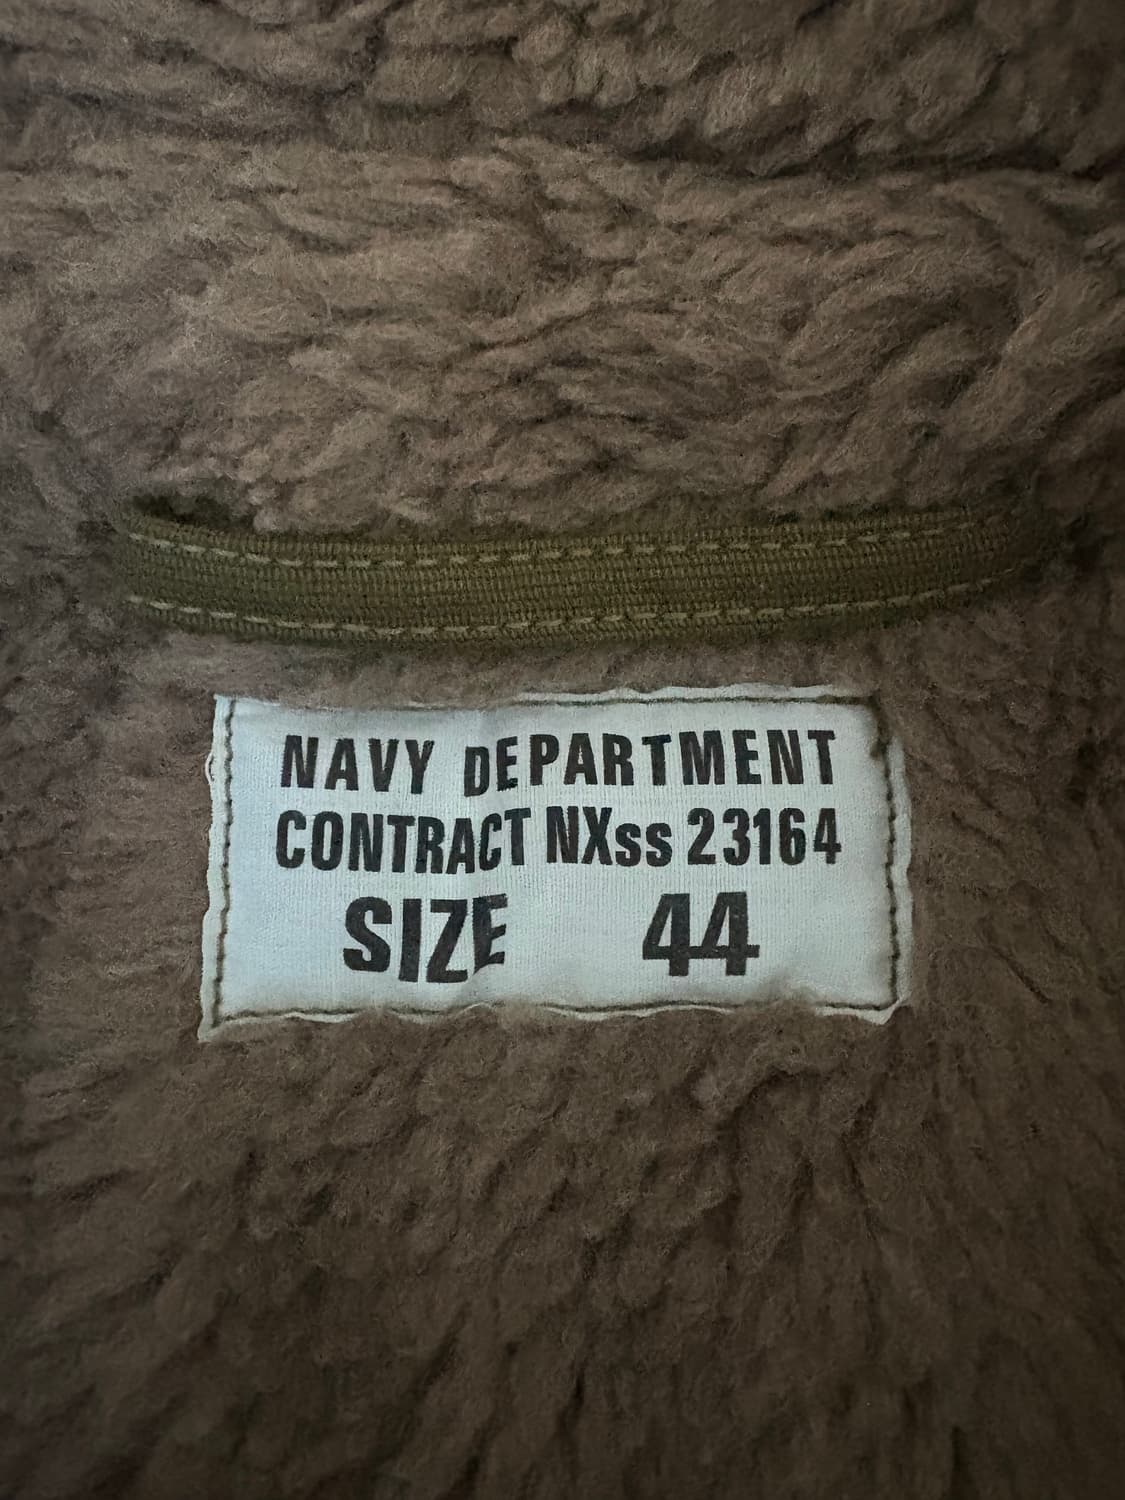 NAVY DEPARTMENT
CONTRACT NXss 23164
SIZE 44